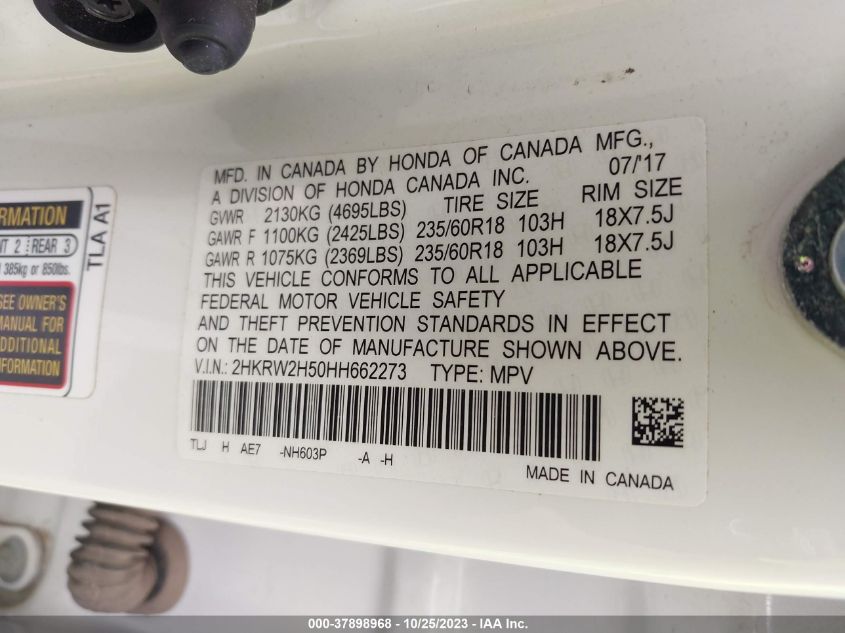 MFD. IN CANADA BY HONDA OF CANADA MFG.,
A DIVISION OF HONDA CANADA INC. 07/'17
GVWR 2130KG (4695LBS) TIRE SIZE RIM SIZE
GAWR F 1100KG (2425LBS) 235/60R18 103H 18X7.5J
GAWR R 1075KG (2369LBS) 235/60R18 103H 18X7.5J
THIS VEHICLE CONFORMS TO ALL APPLICABLE
FEDERAL MOTOR VEHICLE SAFETY
AND THEFT PREVENTION STANDARDS IN EFFECT
ON THE DATE OF MANUFACTURE SHOWN ABOVE.
V.I.N.: 2HKRW2H50HH662273 TYPE: MPV
TLJ H AE7 -NH603P -A -H
MADE IN CANADA
RMATION
NT 2 REAR 3
385kg or 850lbs.
SEE OWNER'S
MANUAL FOR
ADDITIONAL
INFORMATION
TLA A1
000-37898968 - 10/25/2023 - IAA Inc.